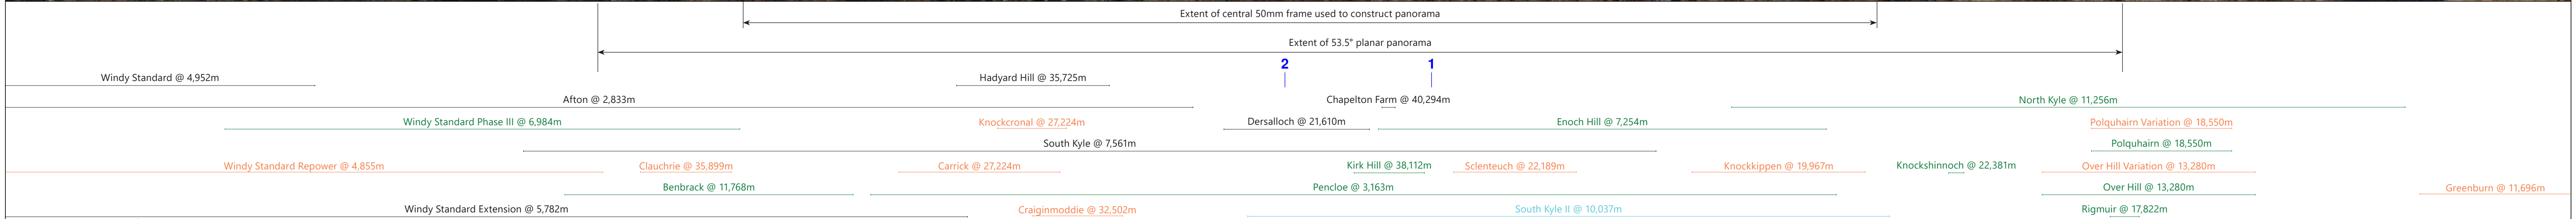 Extent of central 50mm frame used to construct panorama
Extent of 53.5° planar panorama
2 1
Windy Standard @ 4,952m Hadyard Hill @ 35,725m
Afton @ 2,833m Chapelton Farm @ 40,294m North Kyle @ 11,256m
Windy Standard Phase III @ 6,984m Knockcronal @ 27,224m Dersalloch @ 21,610m Enoch Hill @ 7,254m Polquhairn Variation @ 18,550m
South Kyle @ 7,561m Polquhairn @ 18,550m
Windy Standard Repower @ 4,855m Clauchrie @ 35,899m Carrick @ 27,224m Kirk Hill @ 38,112m Sclenteuch @ 22,189m Knockkippen @ 19,967m Knockshinnoch @ 22,381m Over Hill Variation @ 13,280m
Benbrack @ 11,768m Pencloe @ 3,163m Over Hill @ 13,280m Greenburn @ 11,696m
Windy Standard Extension @ 5,782m Craiginmoddie @ 32,502m South Kyle II @ 10,037m Rigmuir @ 17,822m